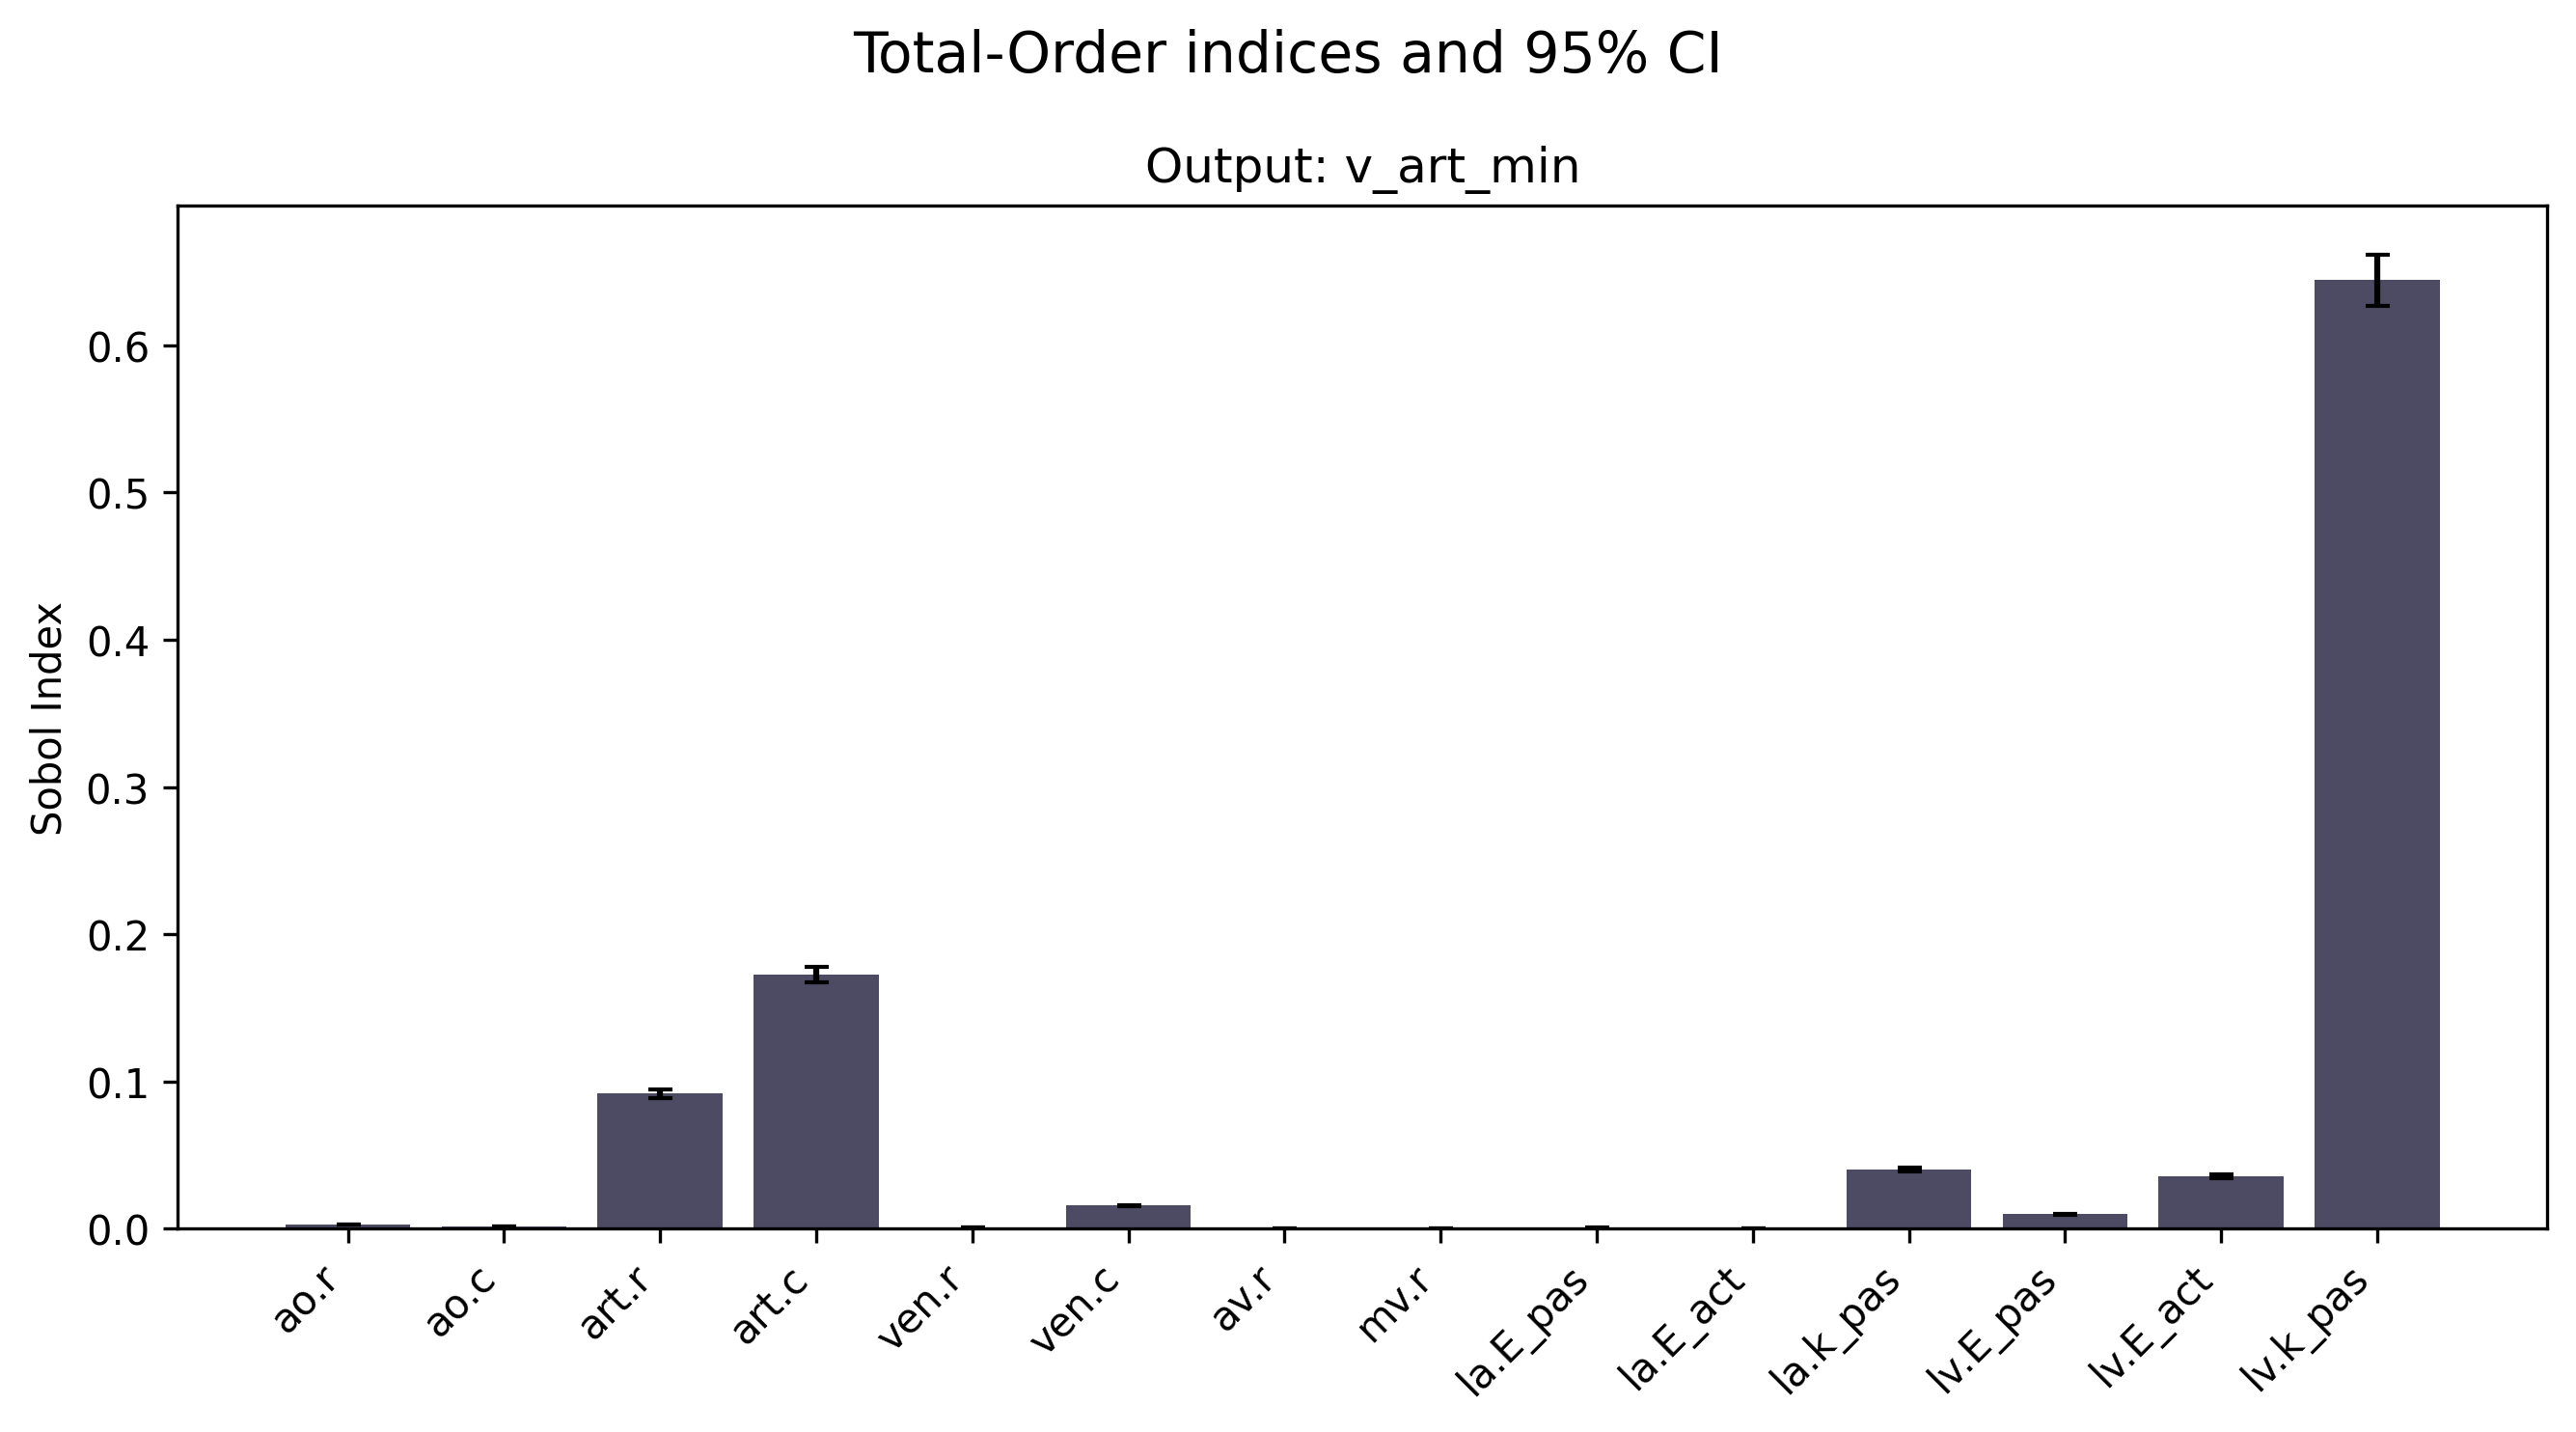 Total-Order indices and 95% CI
Output: v_art_min
Sobol Index
0.6
0.5
0.4
0.3
0.2
0.1
0.0
ao.r
ao.c
art.r
art.c
ven.r
ven.c
av.r
mv.r
la.E_pas
la.E_act
la.k_pas
lv.E_pas
lv.E_act
lv.k_pas